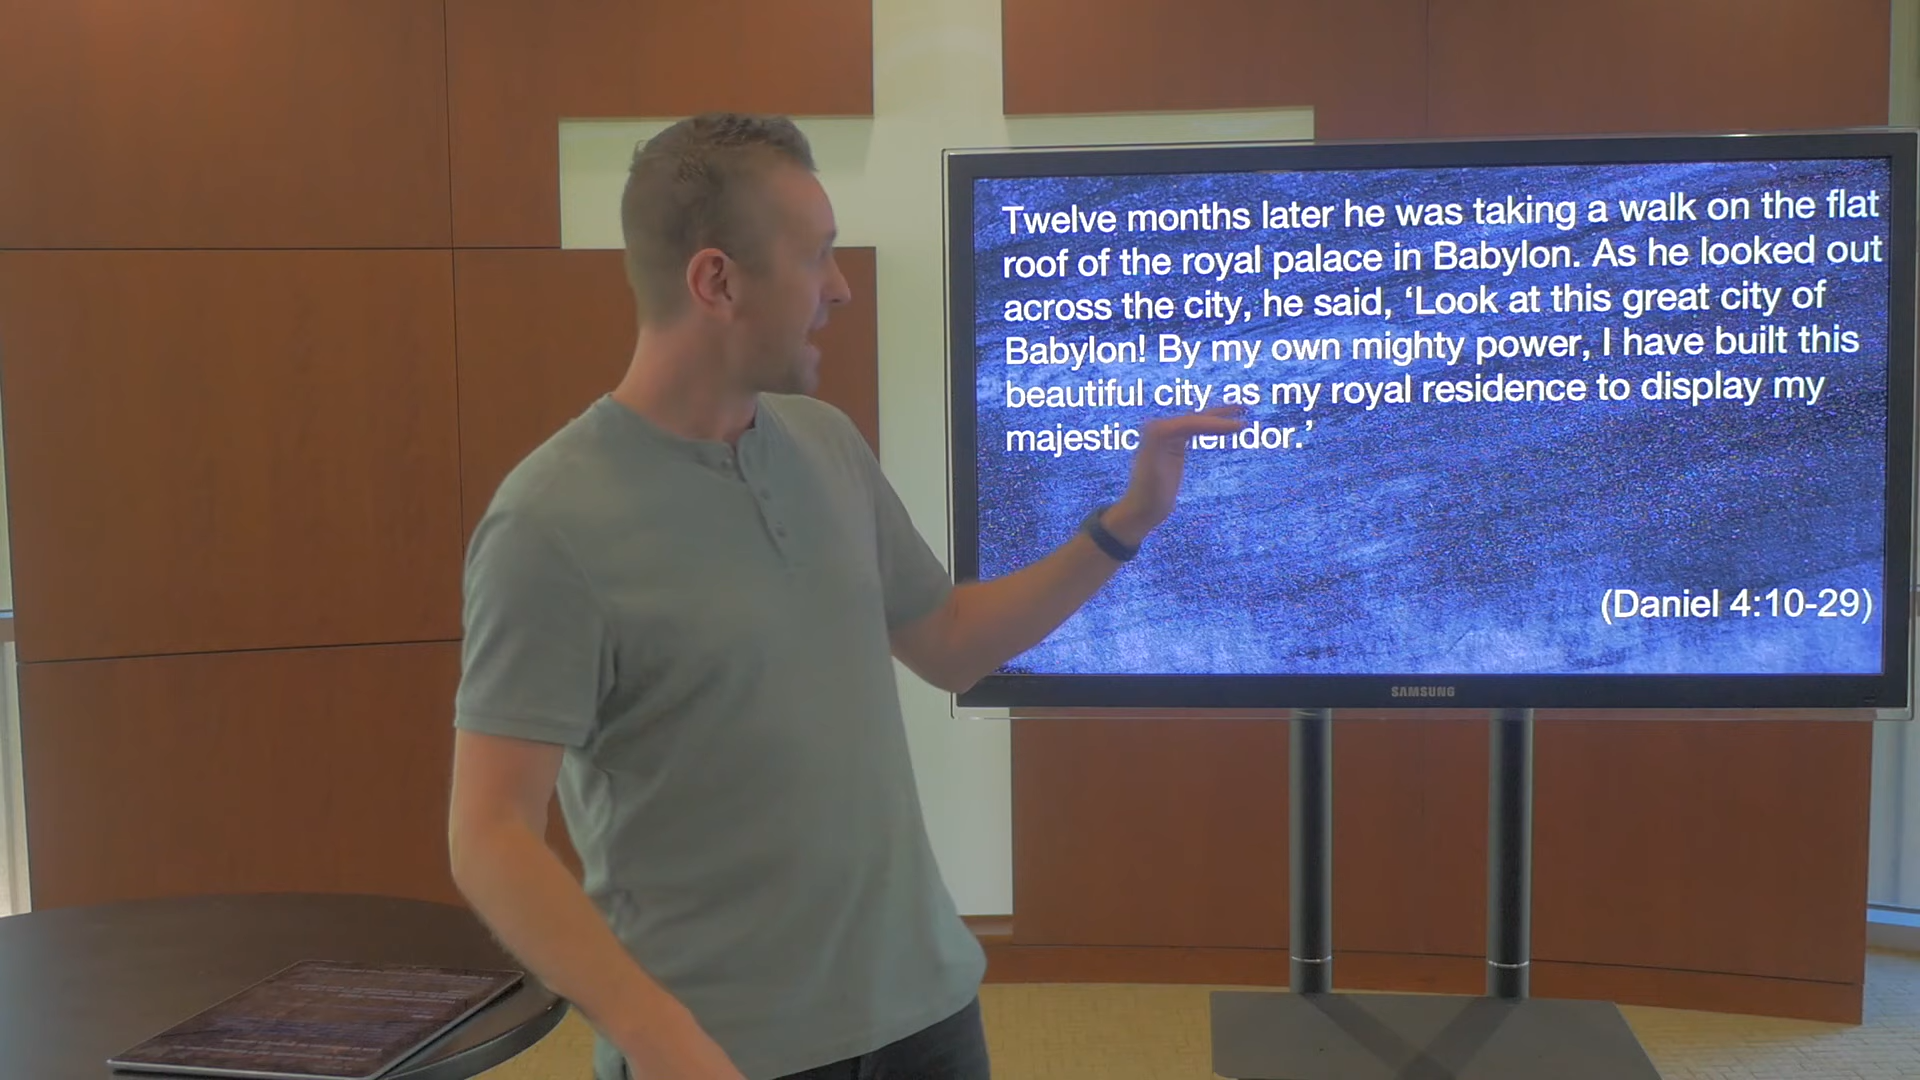 Twelve months later he was taking a walk on the flat
roof of the royal palace in Babylon. As he looked out
across the city, he said, ‘Look at this great city of
Babylon! By my own mighty power, I have built this
beautiful city as my royal residence to display my
majestic
(Daniel 4:10-29)
SAMSUNG